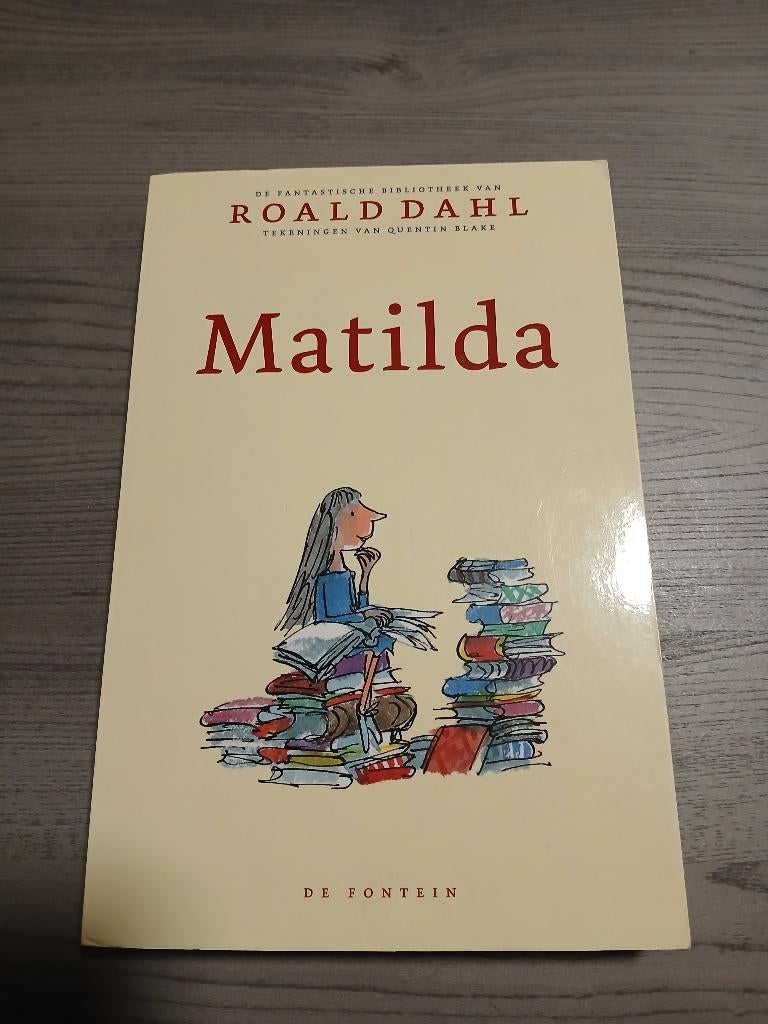 DE FANTASTISCHE BIBLIOTHEEK VAN
ROALD DAHL
TEKENINGEN VAN QUENTIN BLAKE
Matilda
DE FONTEIN